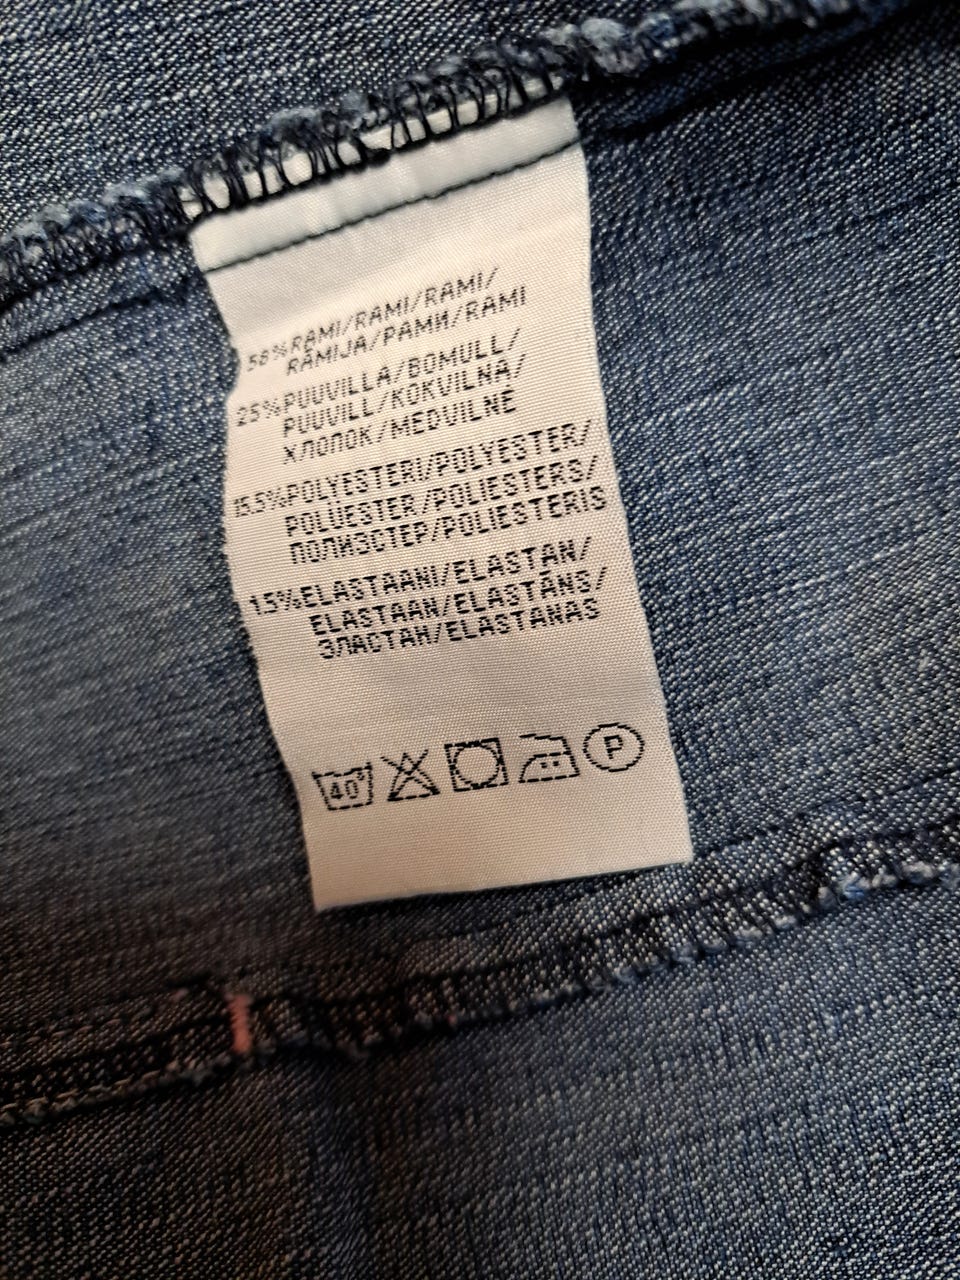 58%RAMI/RAMI/RAMI/
RĀMIJA/РАМИ/RAMI
25%PUUVILLA/BOMULL/
PUUVILL/KOKVILNA/
ХЛОПОК/MEDVILNE
15.5%POLYESTERI/POLYESTER/
POLUESTER/POLIESTERS/
ПОЛИЭСТЕР/POLIESTERIS
1.5%ELASTAANI/ELASTAN/
ELASTAAN/ELASTĀNS/
ЭЛАСТАН/ELASTANAS
40° P